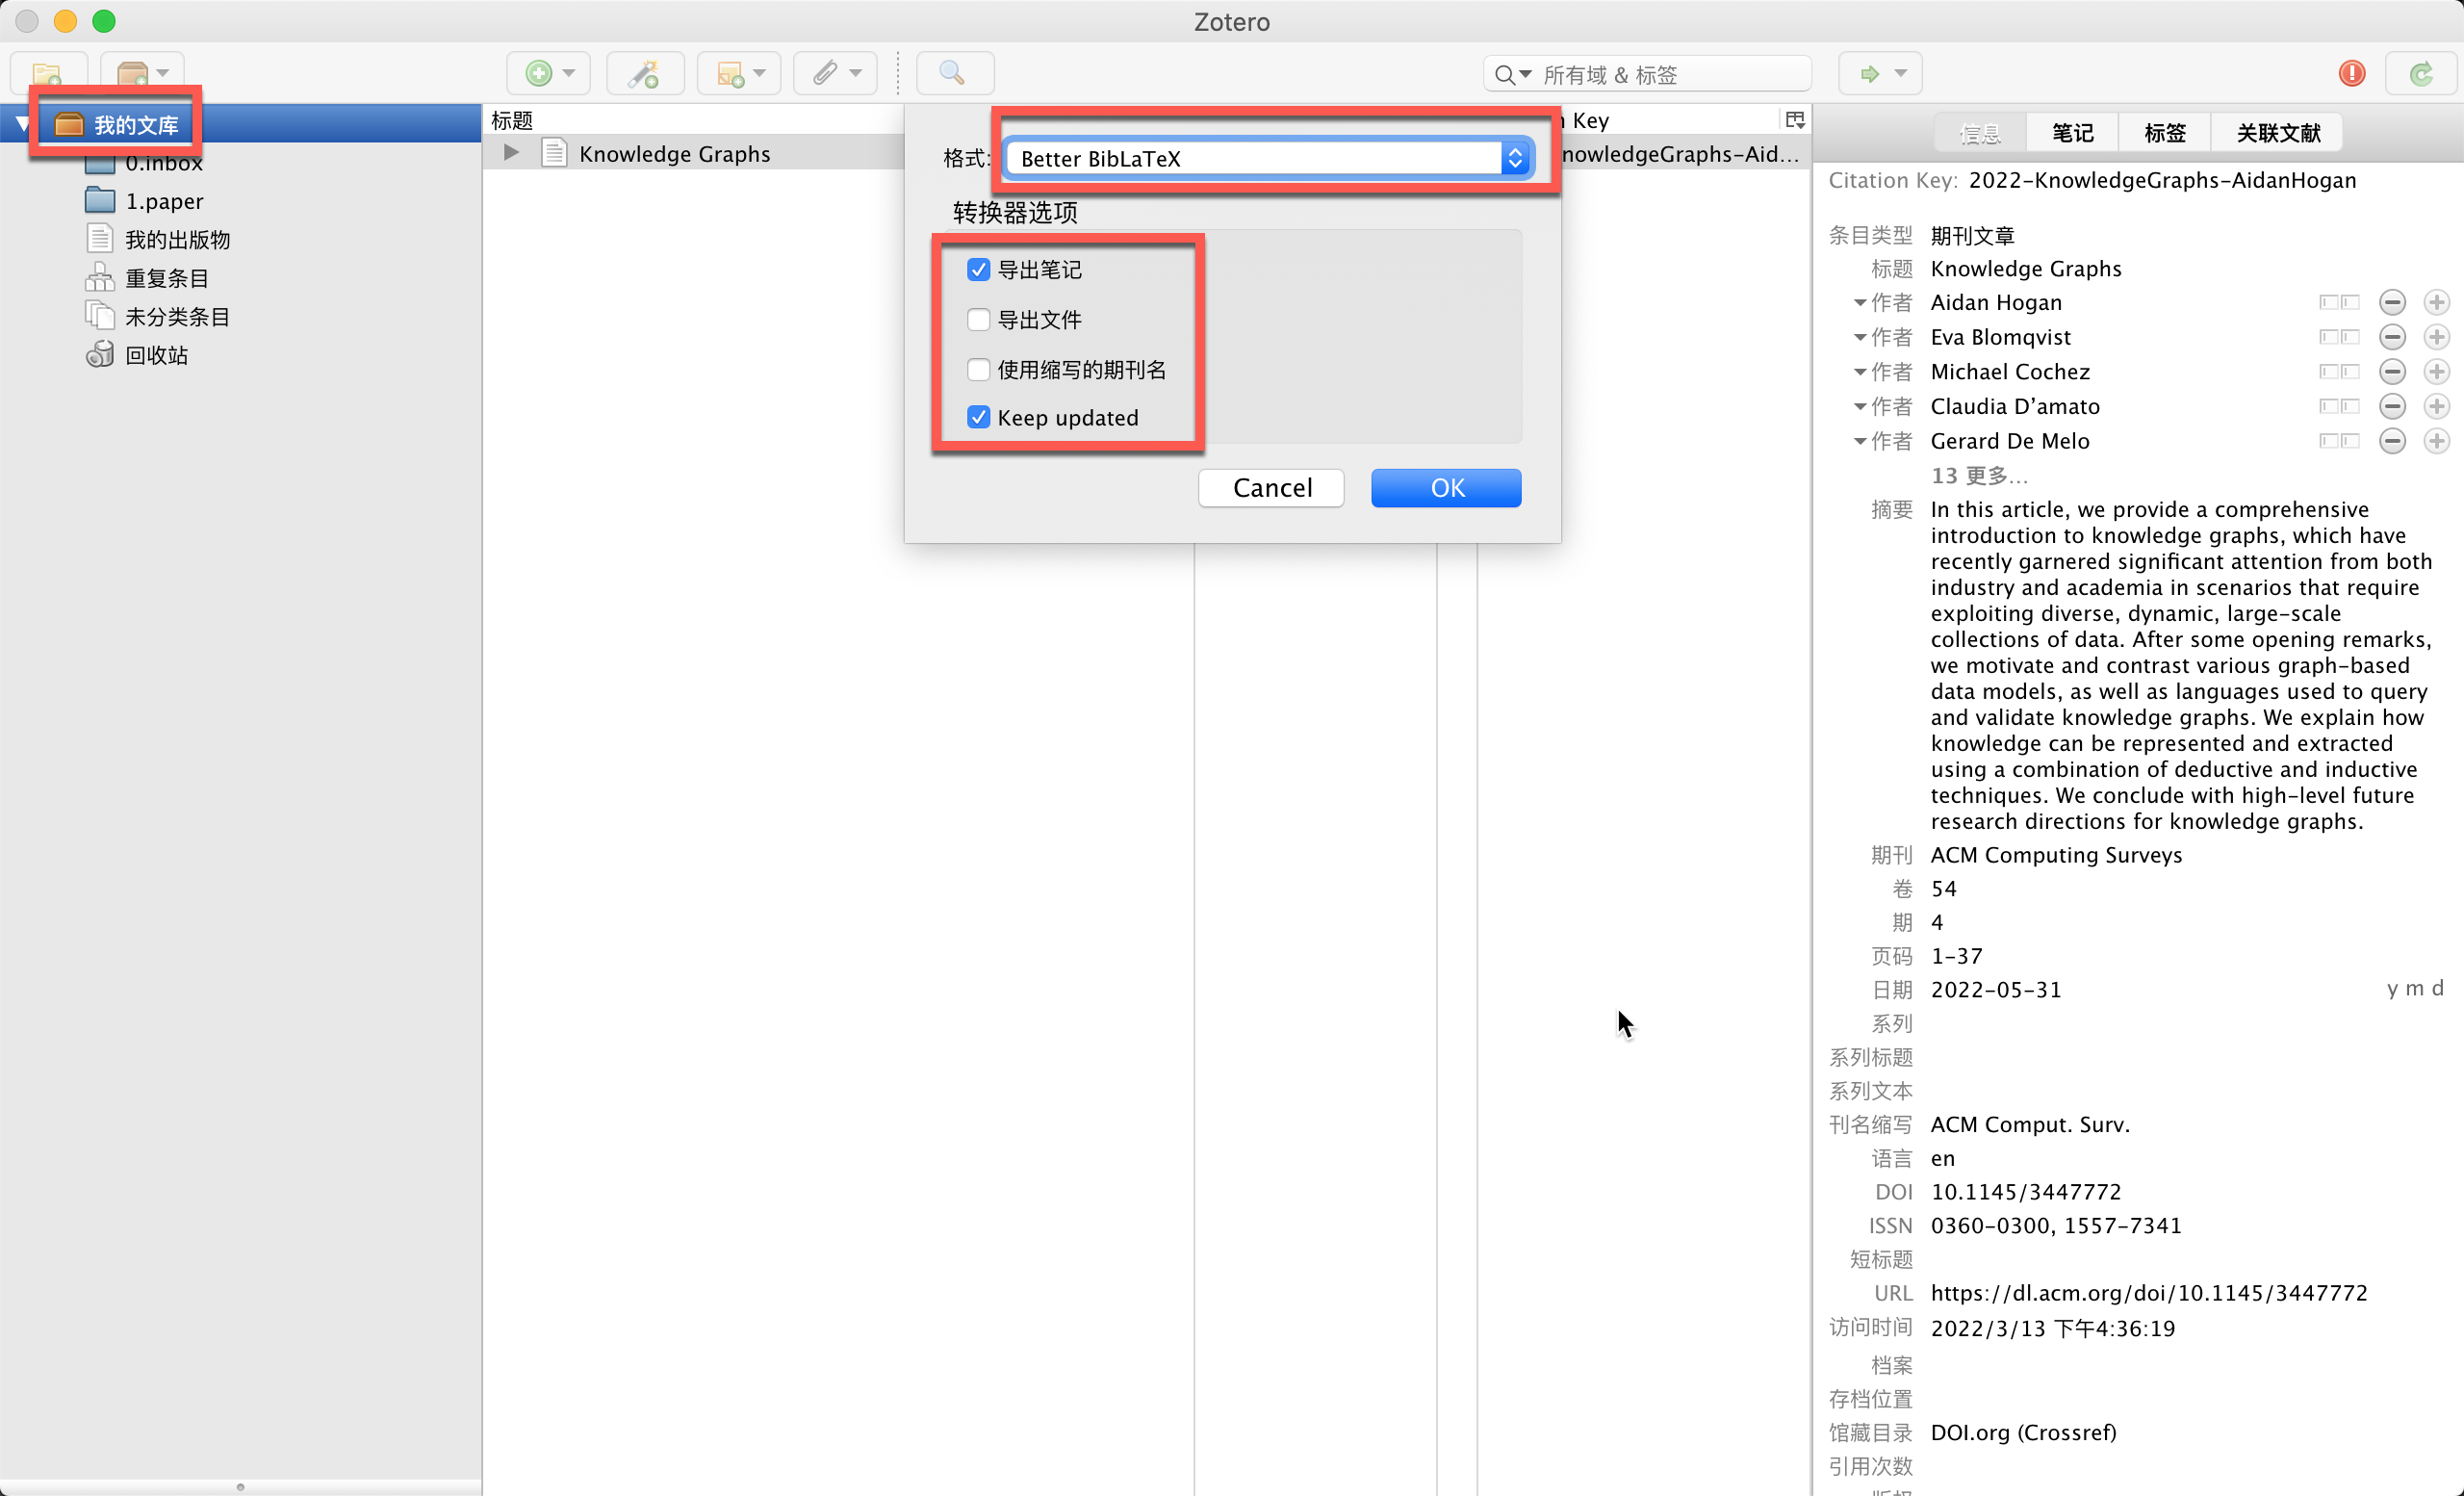 Zotero
所有域 & 标签
我的文库
0.inbox
1.paper
我的出版物
重复条目
未分类条目
回收站
标题
n Key
Knowledge Graphs
nowledgeGraphs-Aid...
格式:
Better BibLaTeX
转换器选项
导出笔记
导出文件
使用缩写的期刊名
Keep updated
Cancel
OK
信息
笔记
标签
关联文献
Citation Key: 2022-KnowledgeGraphs-AidanHogan
条目类型 期刊文章
标题 Knowledge Graphs
作者 Aidan Hogan
作者 Eva Blomqvist
作者 Michael Cochez
作者 Claudia D’amato
作者 Gerard De Melo
13 更多...
摘要 In this article, we provide a comprehensive
introduction to knowledge graphs, which have
recently garnered significant attention from both
industry and academia in scenarios that require
exploiting diverse, dynamic, large-scale
collections of data. After some opening remarks,
we motivate and contrast various graph-based
data models, as well as languages used to query
and validate knowledge graphs. We explain how
knowledge can be represented and extracted
using a combination of deductive and inductive
techniques. We conclude with high-level future
research directions for knowledge graphs.
期刊 ACM Computing Surveys
卷 54
期 4
页码 1-37
日期 2022-05-31 y m d
系列
系列标题
系列文本
刊名缩写 ACM Comput. Surv.
语言 en
DOI 10.1145/3447772
ISSN 0360-0300, 1557-7341
短标题
URL https://dl.acm.org/doi/10.1145/3447772
访问时间 2022/3/13 下午4:36:19
档案
存档位置
馆藏目录 DOI.org (Crossref)
引用次数